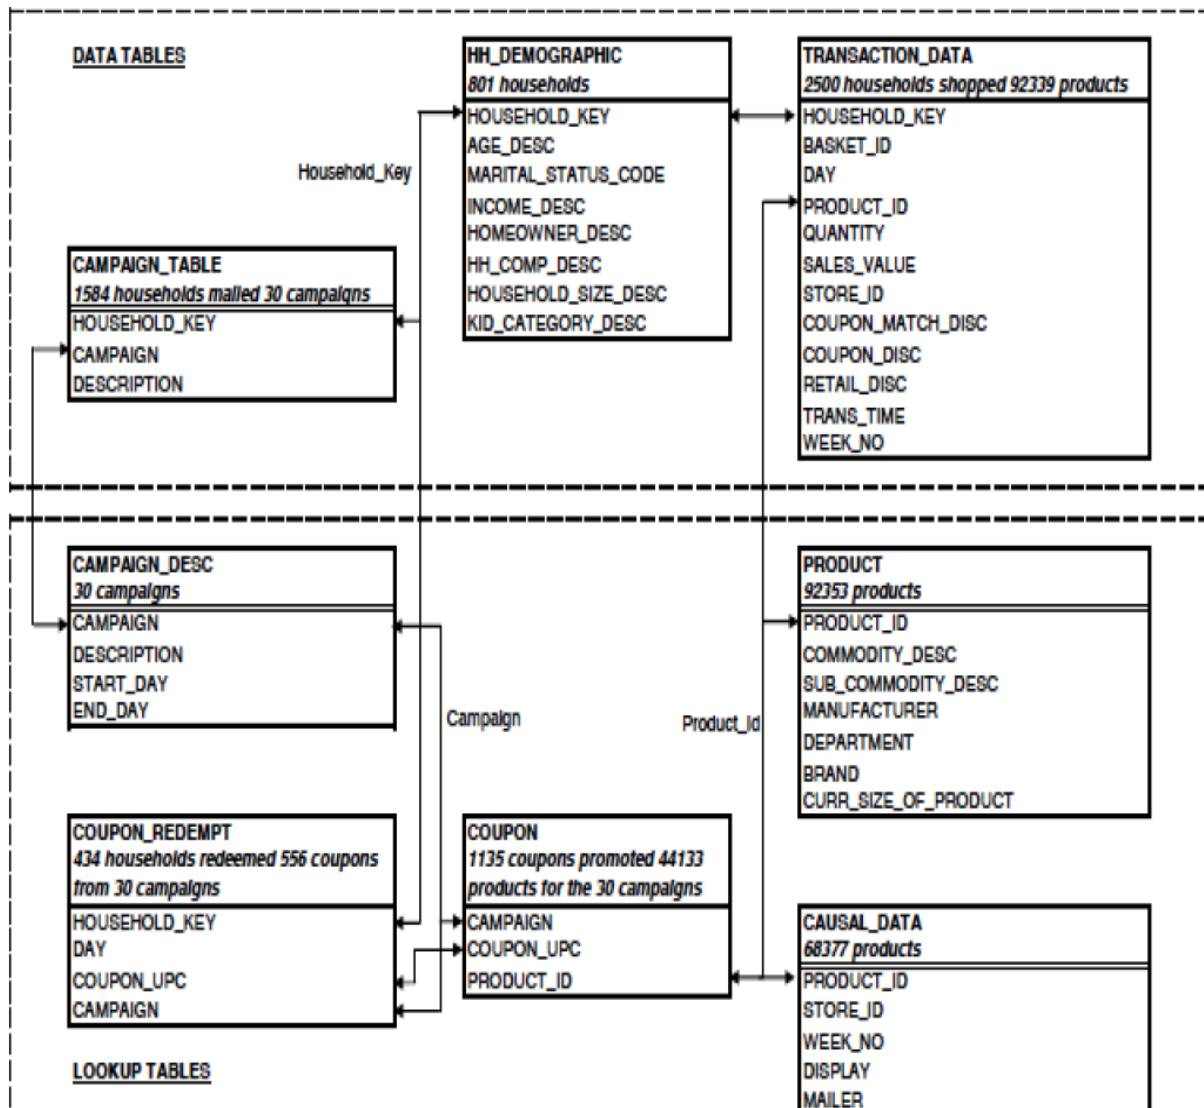 DATA TABLES
HH_DEMOGRAPHIC
801 households
HOUSEHOLD_KEY
AGE_DESC
MARITAL_STATUS_CODE
INCOME_DESC
HOMEOWNER_DESC
HH_COMP_DESC
HOUSEHOLD_SIZE_DESC
KID_CATEGORY_DESC
TRANSACTION_DATA
2500 households shopped 92339 products
HOUSEHOLD_KEY
BASKET_ID
DAY
PRODUCT_ID
QUANTITY
SALES_VALUE
STORE_ID
COUPON_MATCH_DISC
COUPON_DISC
RETAIL_DISC
TRANS_TIME
WEEK_NO
Household_Key
CAMPAIGN_TABLE
1584 households mailed 30 campaigns
HOUSEHOLD_KEY
CAMPAIGN
DESCRIPTION
CAMPAIGN_DESC
30 campaigns
CAMPAIGN
DESCRIPTION
START_DAY
END_DAY
Campaign
Product_Id
PRODUCT
92353 products
PRODUCT_ID
COMMODITY_DESC
SUB_COMMODITY_DESC
MANUFACTURER
DEPARTMENT
BRAND
CURR_SIZE_OF_PRODUCT
COUPON_REDEMPT
434 households redeemed 556 coupons
from 30 campaigns
HOUSEHOLD_KEY
DAY
COUPON_UPC
CAMPAIGN
COUPON
1135 coupons promoted 44133
products for the 30 campaigns
CAMPAIGN
COUPON_UPC
PRODUCT_ID
CAUSAL_DATA
68377 products
PRODUCT_ID
STORE_ID
WEEK_NO
DISPLAY
MAILER
LOOKUP TABLES